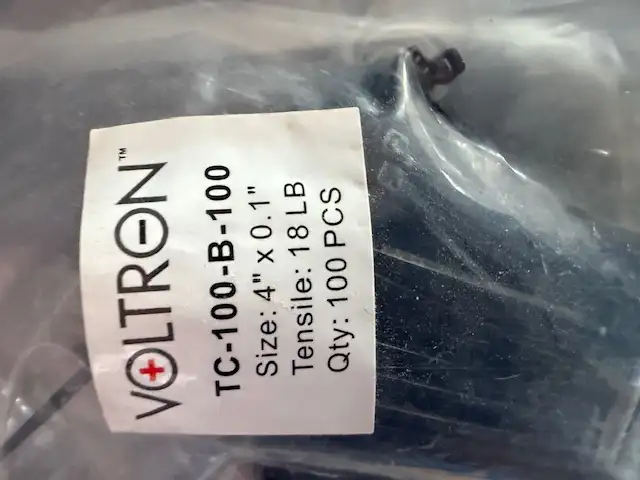 VOLTRON™
TC-100-B-100
Size: 4" x 0.1"
Tensile: 18 LB
Qty: 100 PCS